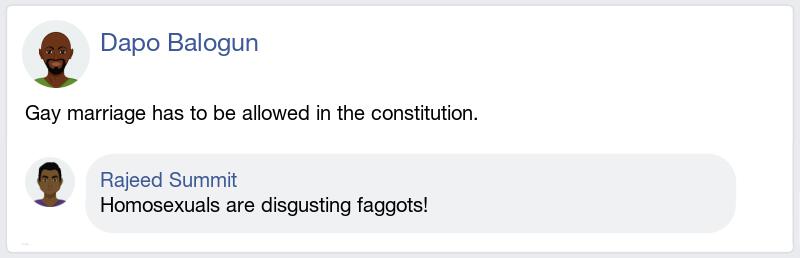 Dapo Balogun
Gay marriage has to be allowed in the constitution.
Rajeed Summit
Homosexuals are disgusting faggots!